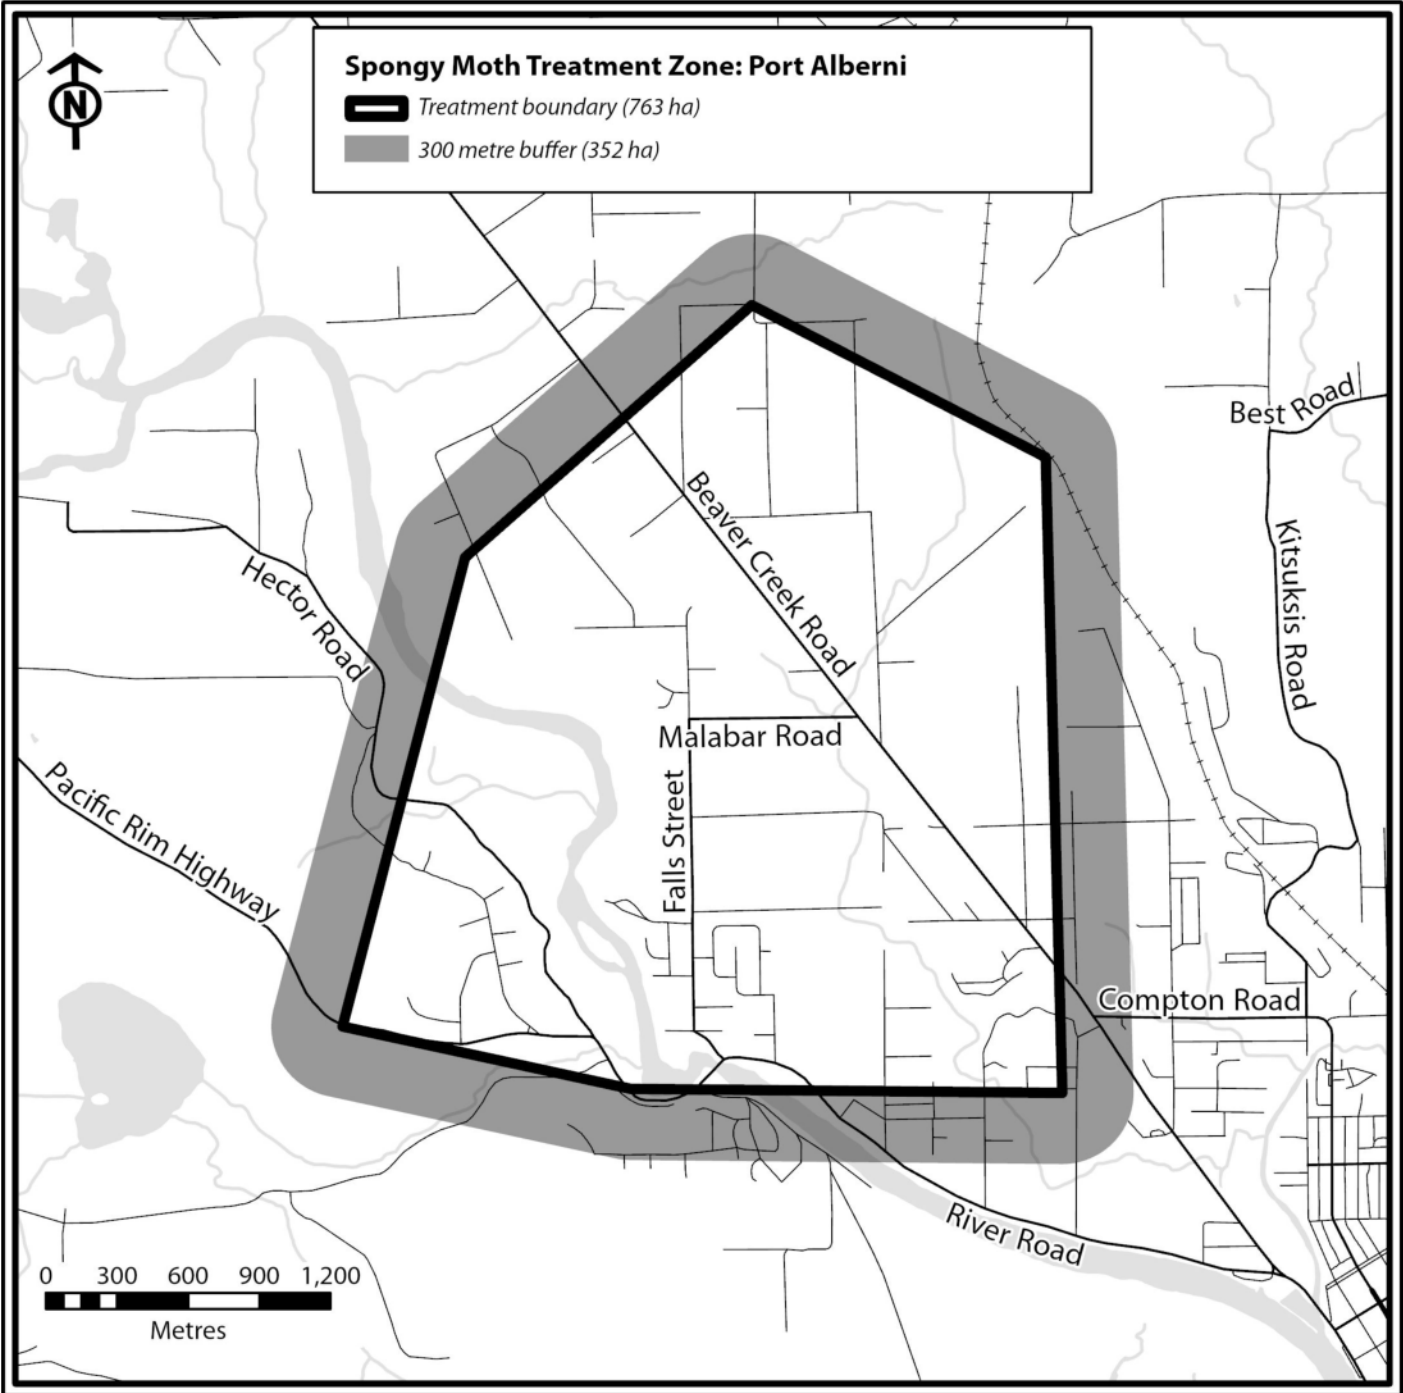 Spongy Moth Treatment Zone: Port Alberni
N
Treatment boundary (763 ha)
300 metre buffer (352 ha)
Best Road
Beaver Creek Road
Kitsuksis Road
Hector Road
Malabar Road
Pacific Rim Highway
Falls Street
Compton Road
River Road
0 300 600 900 1,200
Metres